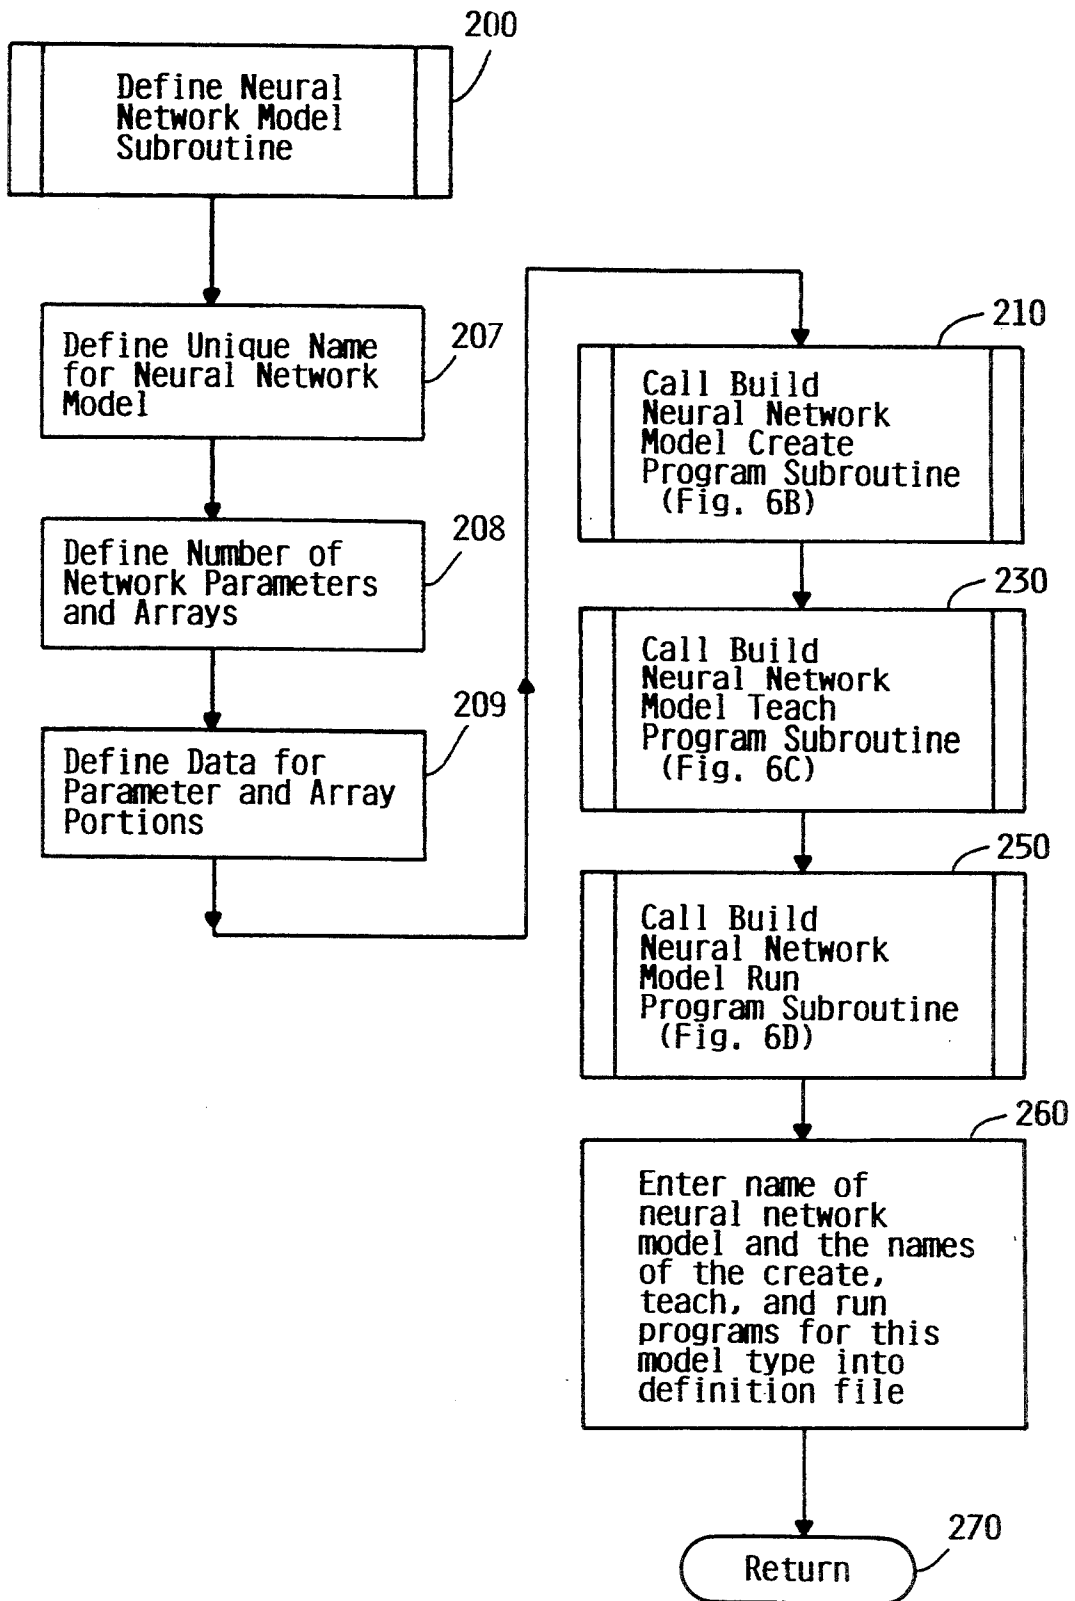 200
Define Neural
Network Model
Subroutine
Define Unique Name
for Neural Network
Model
207
Define Number of
Network Parameters
and Arrays
208
Define Data for
Parameter and Array
Portions
209
210
Call Build
Neural Network
Model Create
Program Subroutine
(Fig. 6B)
230
Call Build
Neural Network
Model Teach
Program Subroutine
(Fig. 6C)
250
Call Build
Neural Network
Model Run
Program Subroutine
(Fig. 6D)
260
Enter name of
neural network
model and the names
of the create,
teach, and run
programs for this
model type into
definition file
270
Return